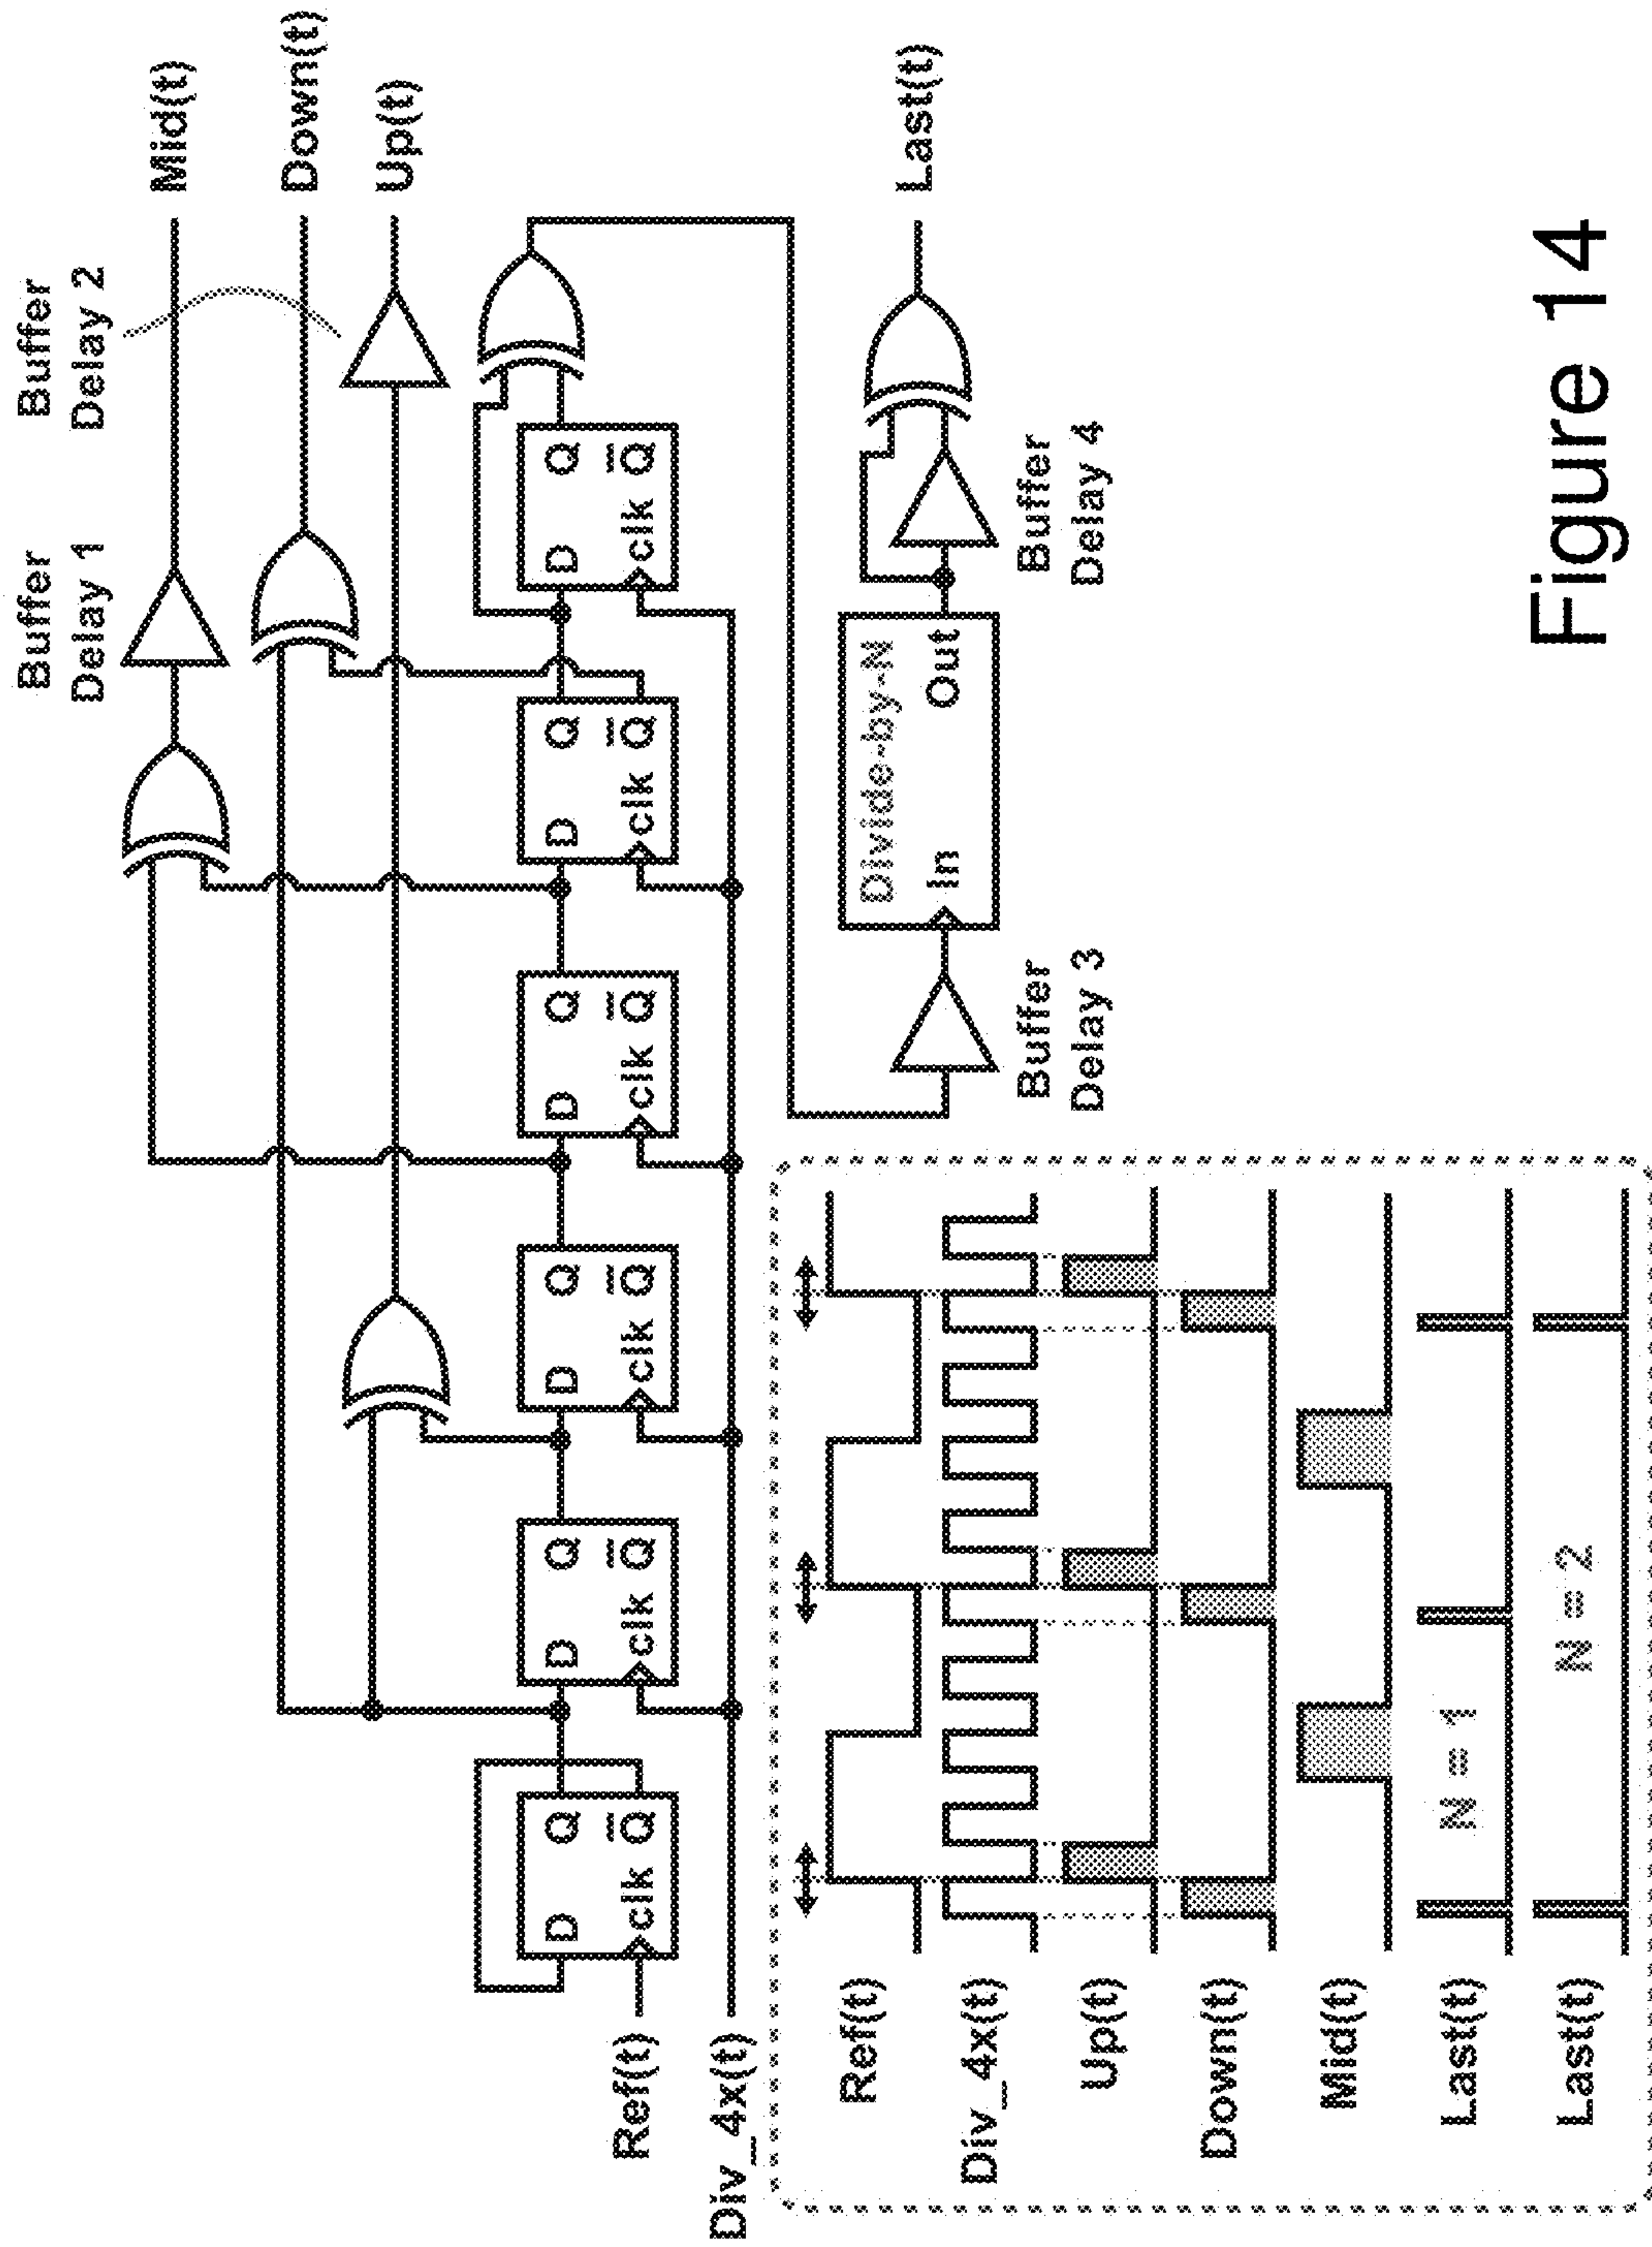 Buffer
Delay 1
Buffer
Delay 2
Mid(t)
Down(t)
Up(t)
D Q
clk Q
D Q
clk Q
D Q
clk Q
D Q
clk Q
D Q
clk Q
D Q
clk Q
Ref(t)
Div_4x(t)
Divide-by-N
In Out
Buffer
Delay 3
Buffer
Delay 4
Last(t)
Ref(t)
Div_4x(t)
Up(t)
Down(t)
Mid(t)
Last(t)
N = 1
Last(t)
N = 2
Figure 14